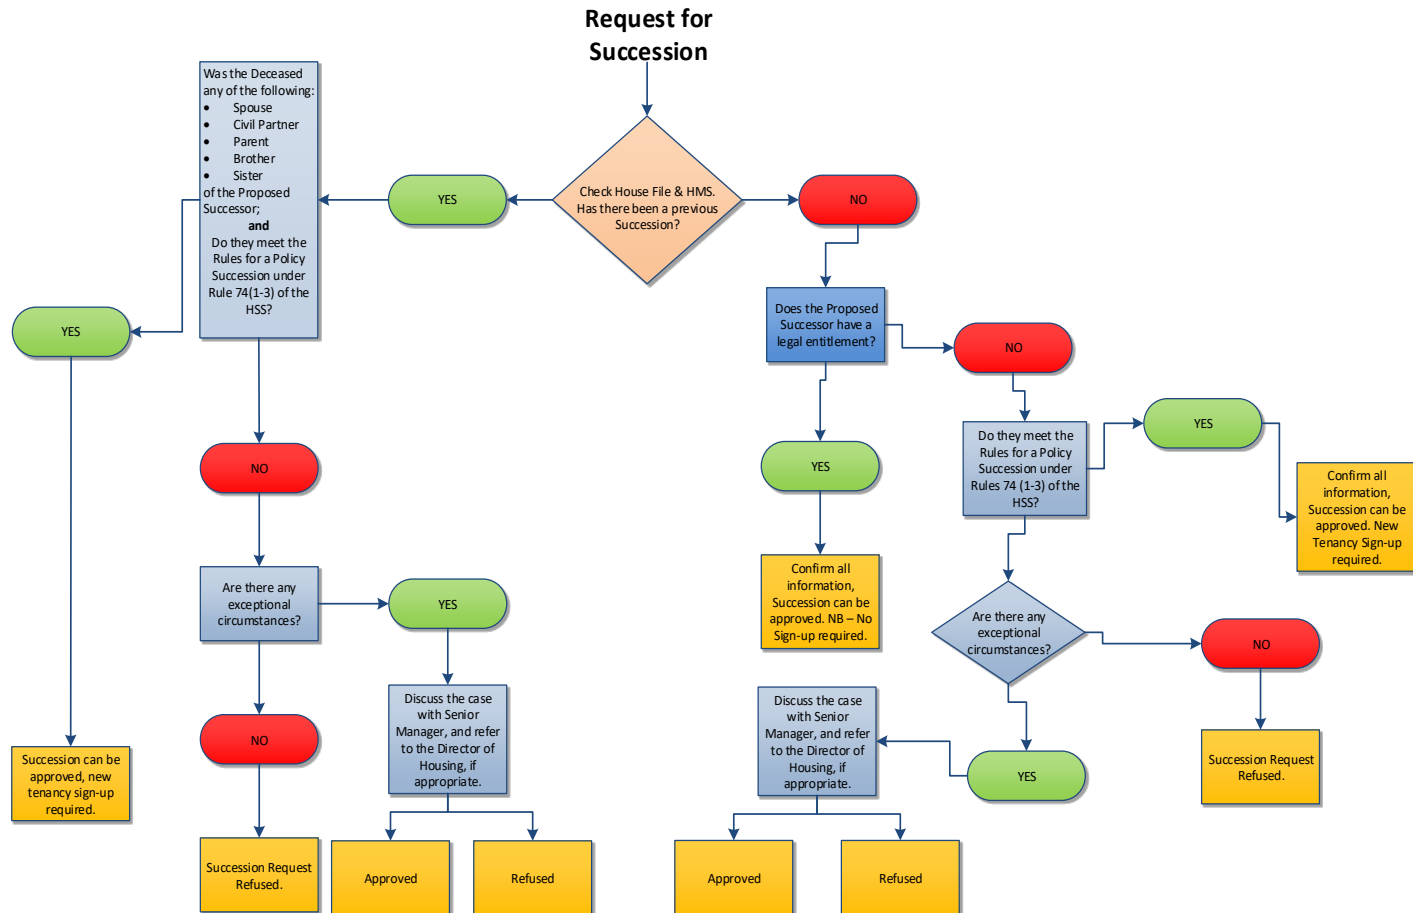 Request for
Succession
Was the Deceased
any of the following:
• Spouse
• Civil Partner
• Parent
• Brother
• Sister
of the Proposed
Successor;
and
Do they meet the
Rules for a Policy
Succession under
Rule 74(1-3) of the
HSS?
YES
Check House File & HMS.
Has there been a previous
Succession?
NO
YES
Does the Proposed
Successor have a
legal entitlement?
NO
YES
Do they meet the
Rules for a Policy
Succession under
Rules 74 (1-3) of the
HSS?
YES
Confirm all
information,
Succession can be
approved. New
Tenancy Sign-up
required.
NO
Are there any
exceptional
circumstances?
YES
Confirm all
information,
Succession can be
approved. NB – No
Sign-up required.
Are there any
exceptional
circumstances?
NO
Discuss the case
with Senior
Manager, and refer
to the Director of
Housing, if
appropriate.
Discuss the case
with Senior
Manager, and refer
to the Director of
Housing, if
appropriate.
YES
Succession Request
Refused.
NO
Succession can be
approved, new
tenancy sign-up
required.
Succession Request
Refused.
Approved
Refused
Approved
Refused